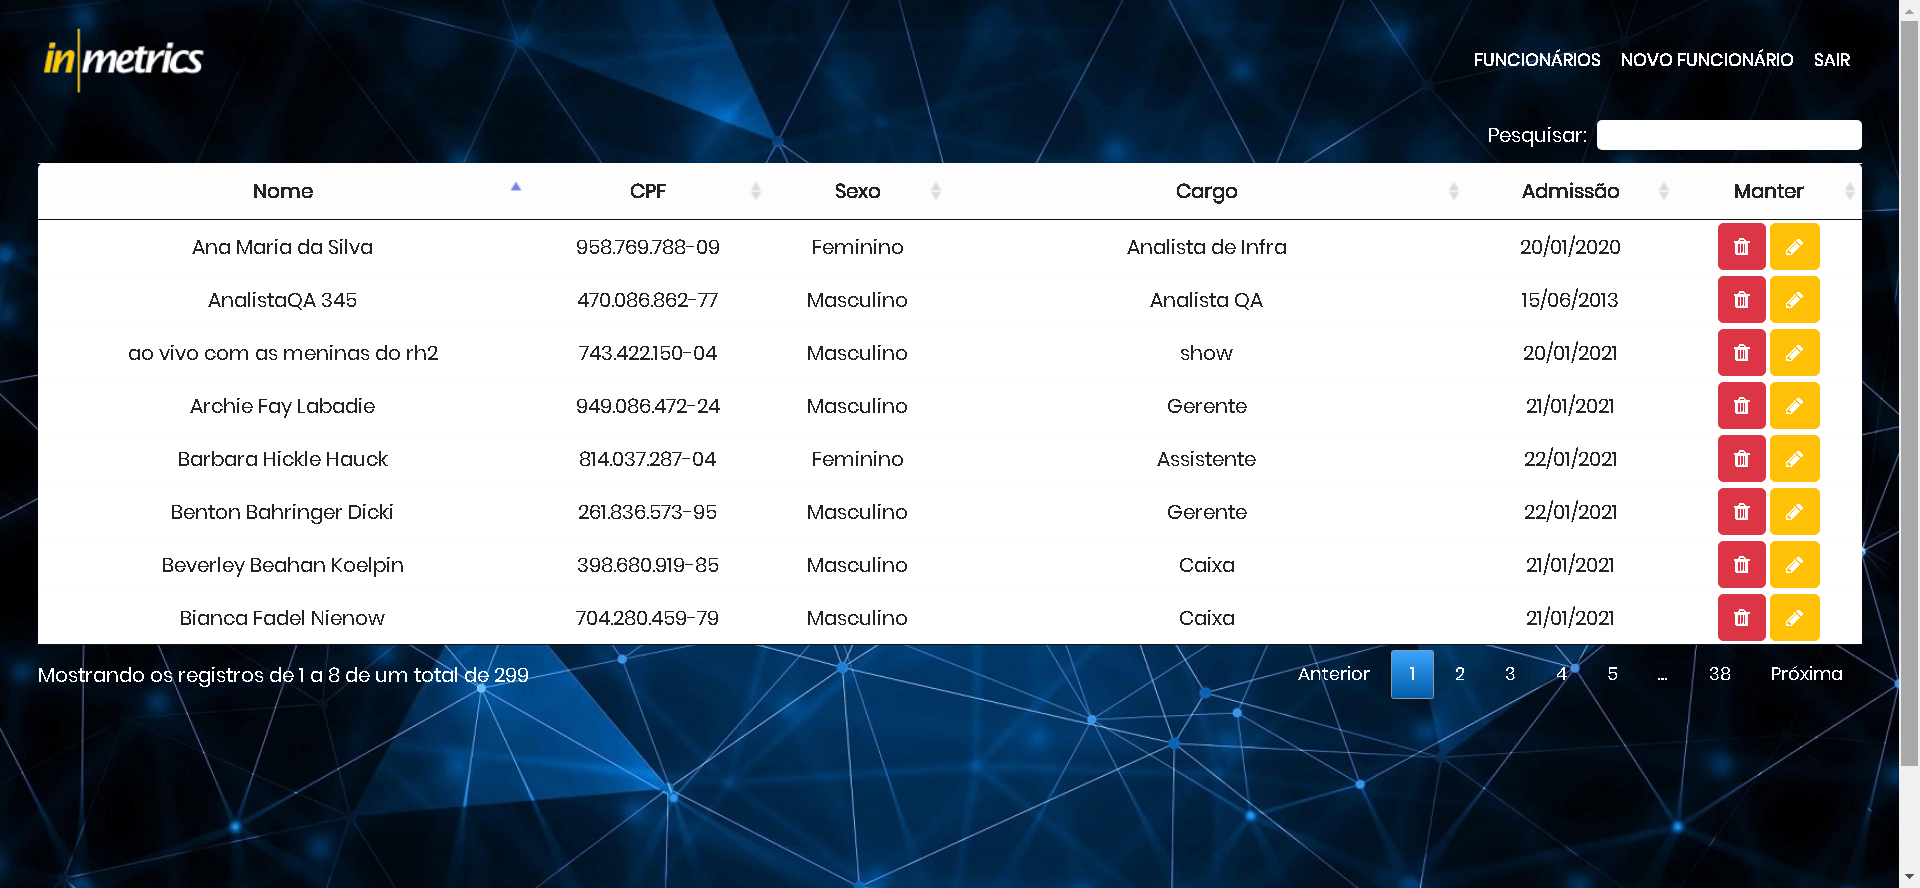 in|metrics
FUNCIONÁRIOS NOVO FUNCIONÁRIO SAIR
Pesquisar:
Nome CPF Sexo Cargo Admissão Manter
Ana Maria da Silva 958.769.788-09 Feminino Analista de Infra 20/01/2020
AnalistaQA 345 470.086.862-77 Masculino Analista QA 15/06/2013
ao vivo com as meninas do rh2 743.422.150-04 Masculino show 20/01/2021
Archie Fay Labadie 949.086.472-24 Masculino Gerente 21/01/2021
Barbara Hickle Hauck 814.037.287-04 Feminino Assistente 22/01/2021
Benton Bahringer Dicki 261.836.573-95 Masculino Gerente 22/01/2021
Beverley Beahan Koelpin 398.680.919-85 Masculino Caixa 21/01/2021
Bianca Fadel Nienow 704.280.459-79 Masculino Caixa 21/01/2021
Mostrando os registros de 1 a 8 de um total de 299 Anterior 1 2 3 4 5 ... 38 Próxima